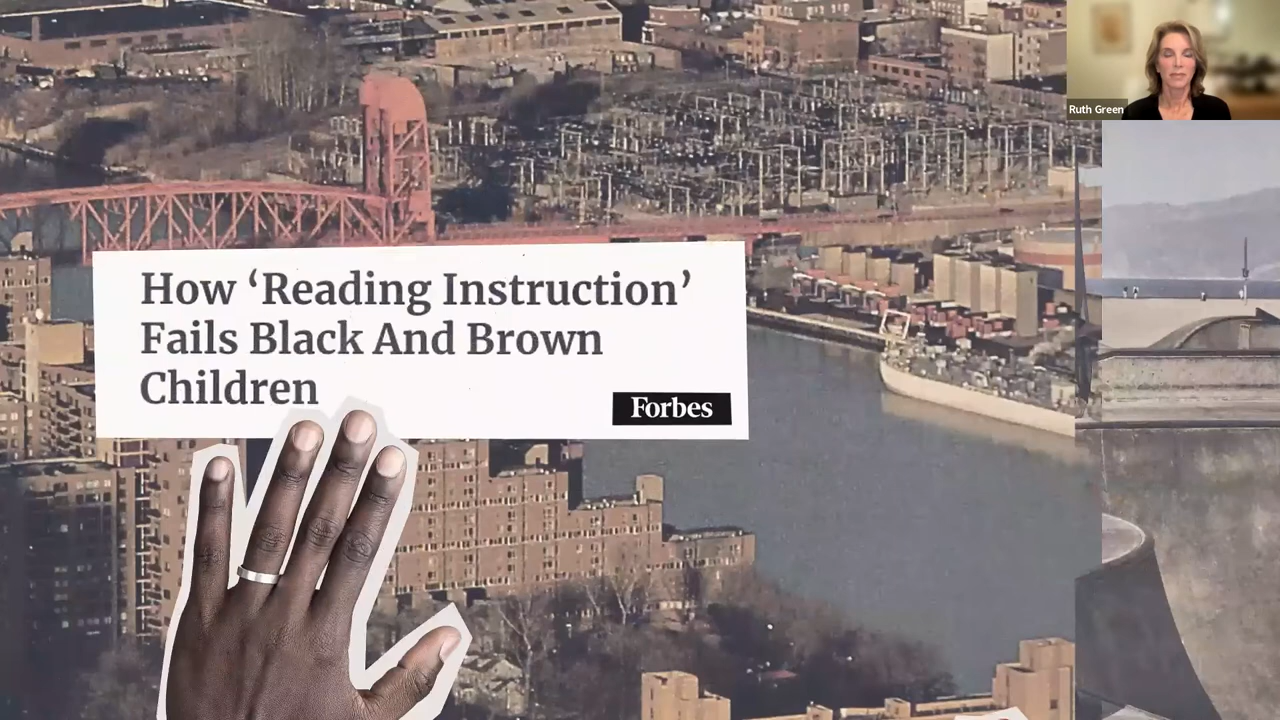 Ruth Green
How ‘Reading Instruction’
Fails Black And Brown
Children
Forbes